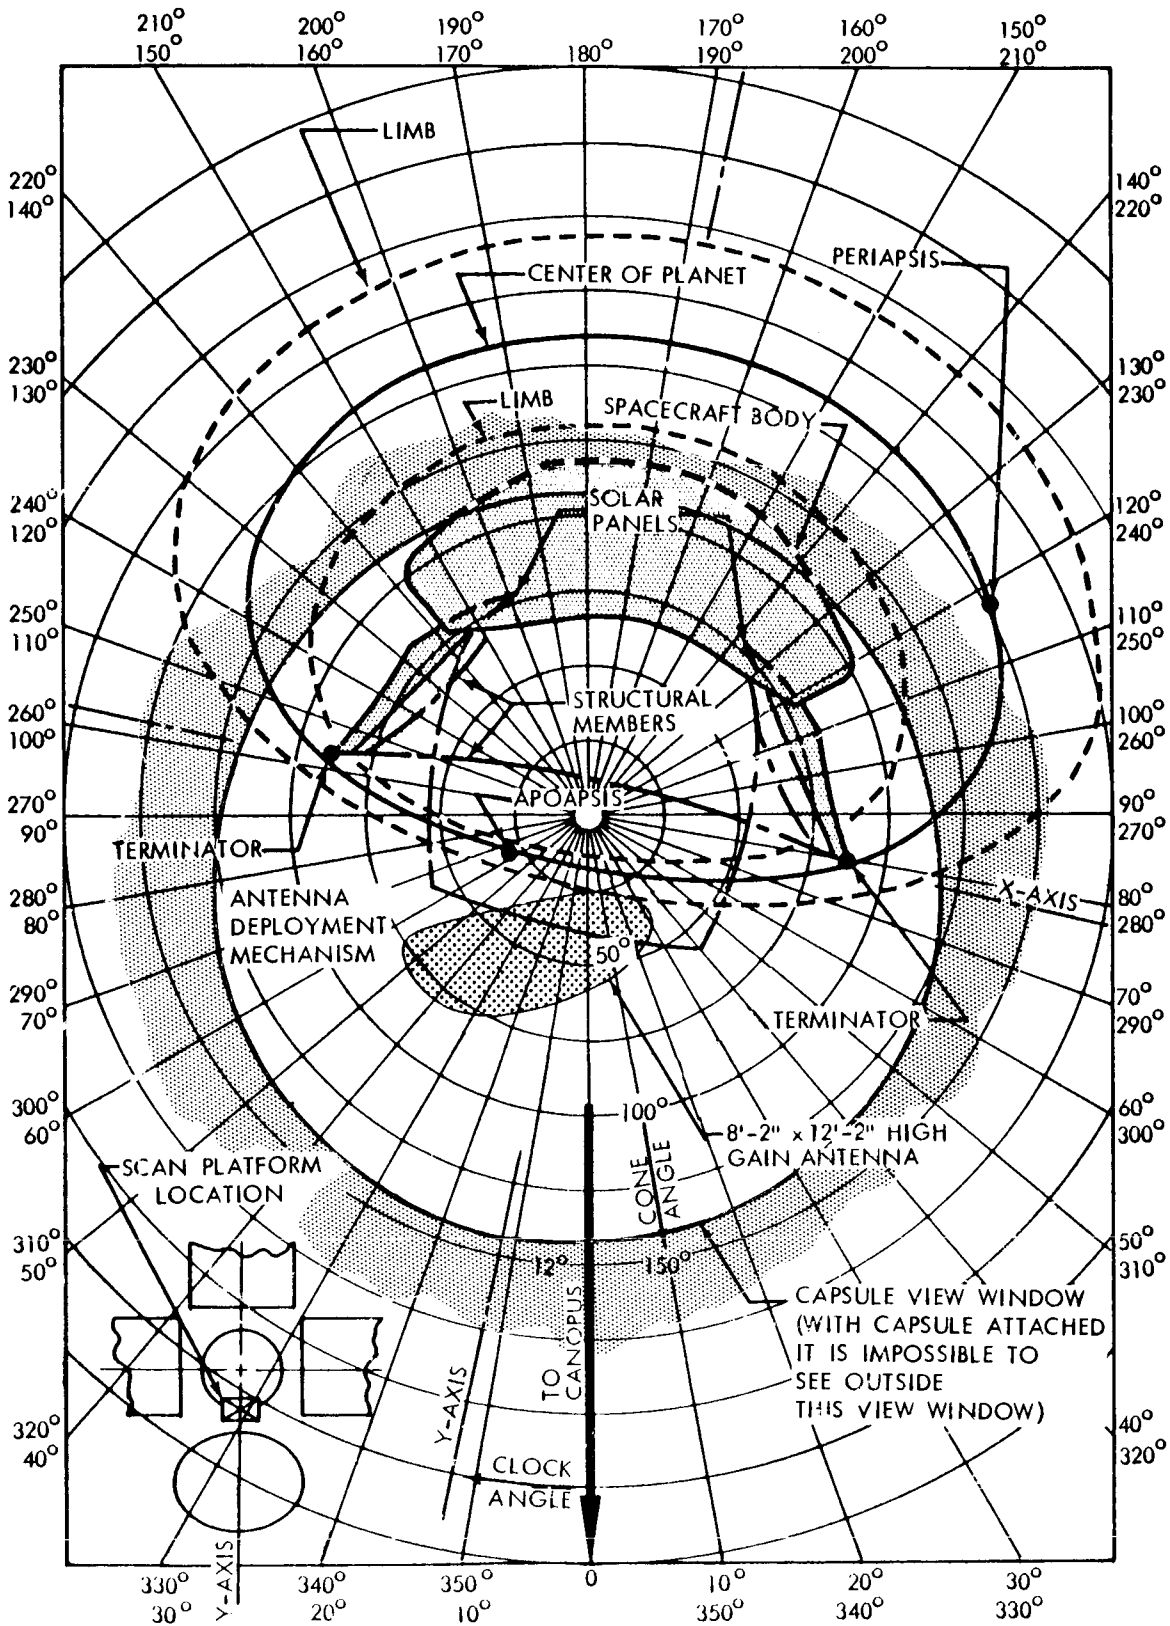 210° 200° 190° 170° 150°
150° 160° 170° 180° 190° 160° 200° 210°
LIMB
220°
140°
140°
220°
PERIAPSIS
CENTER OF PLANET
230°
130°
130°
230°
LIMB
SPACECRAFT BODY
240°
120°
120°
240°
SOLAR
PANELS
250°
110°
110°
250°
STRUCTURAL
MEMBERS
260°
100°
100°
260°
APOAPSIS
270°
90°
90°
270°
TERMINATOR
X-AXIS
280°
80°
80°
280°
ANTENNA
DEPLOYMENT
MECHANISM
50°
290°
70°
70°
290°
TERMINATOR
300°
60°
60°
300°
100°
8'-2" x 12'-2" HIGH
GAIN ANTENNA
CONE
ANGLE
SCAN PLATFORM
LOCATION
310°
50°
50°
310°
12°
150°
CAPSULE VIEW WINDOW
(WITH CAPSULE ATTACHED
IT IS IMPOSSIBLE TO
SEE OUTSIDE
THIS VIEW WINDOW)
TO
CANOPUS
Y-AXIS
320°
40°
40°
320°
CLOCK
ANGLE
Y-AXIS
330° 340° 350° 0 10° 20° 30°
30° 20° 10° 350° 340° 330°